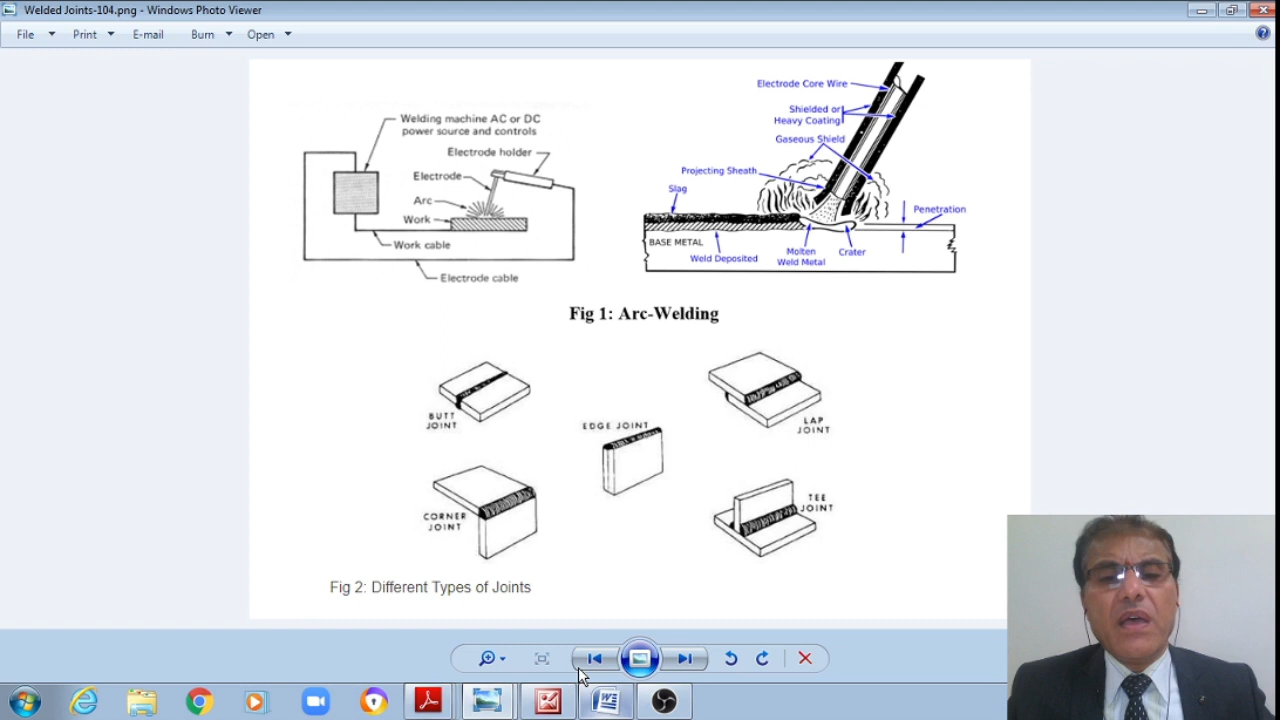 Welded Joints-104.png - Windows Photo Viewer
File
Print
E-mail
Burn
Open
Welding machine AC or DC
power source and controls
Electrode holder
Electrode
Arc
Work
Work cable
Electrode cable
Electrode Core Wire
Shielded or
Heavy Coating
Gaseous Shield
Projecting Sheath
Slag
Penetration
BASE METAL
Weld Deposited
Molten
Weld Metal
Crater
Fig 1: Arc-Welding
BUTT
JOINT
EDGE JOINT
LAP
JOINT
CORNER
JOINT
TEE
JOINT
Fig 2: Different Types of Joints